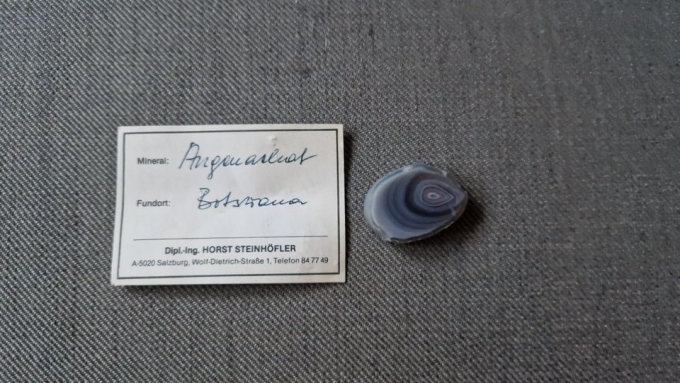 Mineral: Augenachat
Fundort: Botswana
Dipl.-Ing. HORST STEINHÖFLER
A-5020 Salzburg, Wolf-Dietrich-Straße 1, Telefon 84 77 49